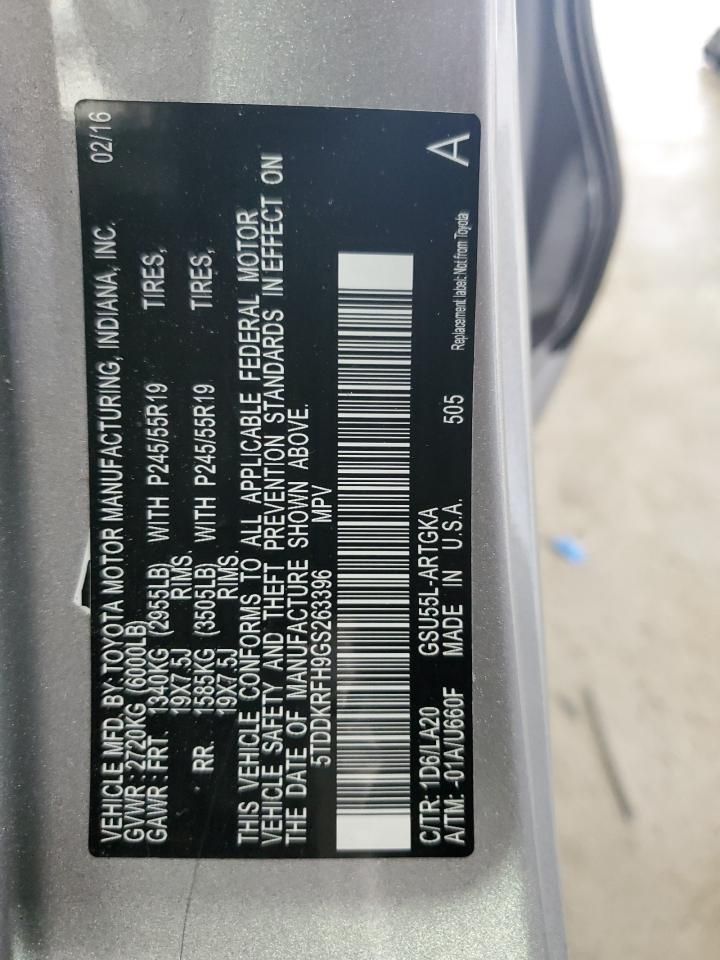 VEHICLE MFD. BY: TOYOTA MOTOR MANUFACTURING, INDIANA, INC. 02/16
GVWR: 2720KG (6000LB)
GAWR: FRT. 1340KG (2955LB) WITH P245/55R19 TIRES,
19X7.5J RIMS.
RR. 1585KG (3505LB) WITH P245/55R19 TIRES,
19X7.5J RIMS.
THIS VEHICLE CONFORMS TO ALL APPLICABLE FEDERAL MOTOR
VEHICLE SAFETY AND THEFT PREVENTION STANDARDS IN EFFECT ON
THE DATE OF MANUFACTURE SHOWN ABOVE.
5TDDKRFH9GS263396 MPV
C/TR: 1D6/LA20 GSU55L-ARTGKA
A/TM: -01A/U660F MADE IN U.S.A. 505
Replacement label: Not from Toyota
A